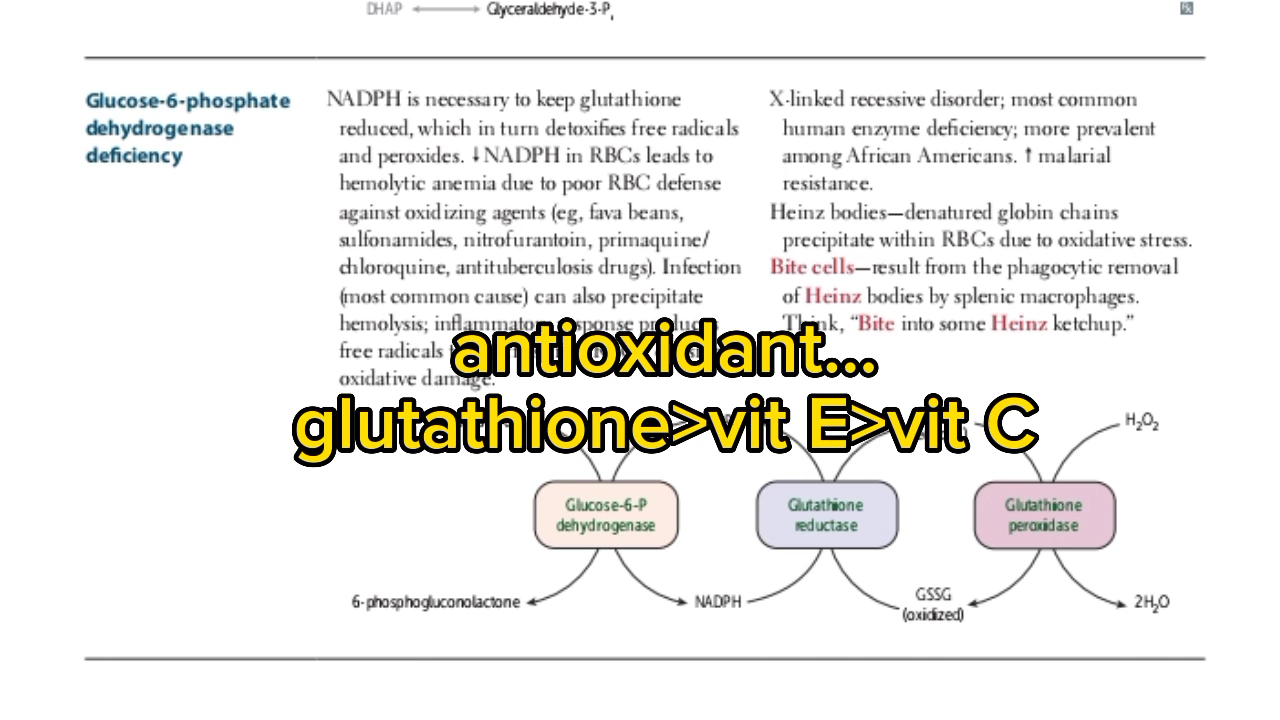 DHAP Glyceraldehyde-3-P,
Glucose-6-phosphate
dehydrogenase
deficiency
NADPH is necessary to keep glutathione
reduced, which in turn detoxifies free radicals
and peroxides. ↓NADPH in RBCs leads to
hemolytic anemia due to poor RBC defense
against oxidizing agents (eg, fava beans,
sulfonamides, nitrofurantoin, primaquine/
chloroquine, antituberculosis drugs). Infection
(most common cause) can also precipitate
hemolysis; inflammatory response produces
free radicals
oxidative damage.
X-linked recessive disorder; most common
human enzyme deficiency; more prevalent
among African Americans. ↑ malarial
resistance.
Heinz bodies—denatured globin chains
precipitate within RBCs due to oxidative stress.
Bite cells—result from the phagocytic removal
of Heinz bodies by splenic macrophages.
Think, “Bite into some Heinz ketchup.”
antioxidant...
glutathione>vit E>vit C
H₂O₂
Glucose-6-P
dehydrogenase
Glutathione
reductase
Glutathione
peroxidase
6-phosphogluconolactone
NADPH
GSSG
(oxidized)
2H₂O